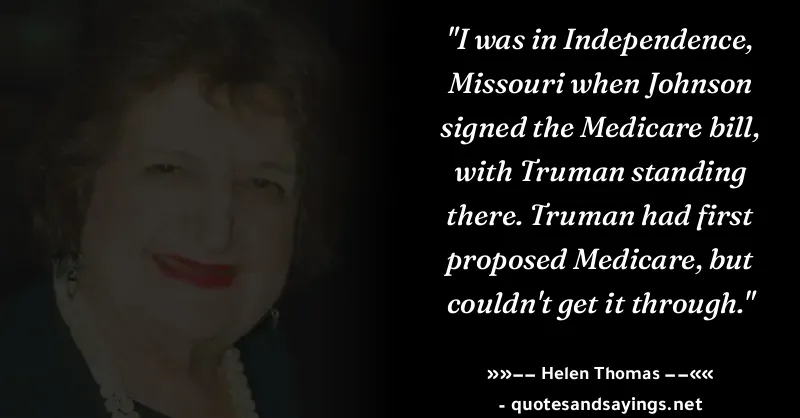 "I was in Independence,
Missouri when Johnson
signed the Medicare bill,
with Truman standing
there. Truman had first
proposed Medicare, but
couldn't get it through."
»»–– Helen Thomas ––««
- quotesandsayings.net